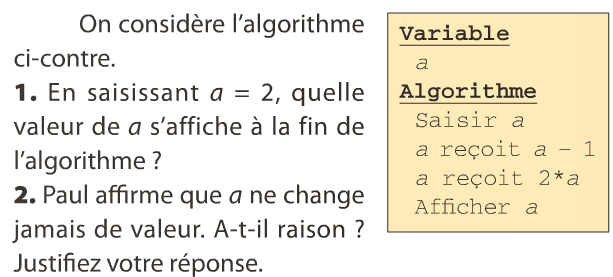 On considère l'algorithme
ci-contre.
1. En saisissant a = 2, quelle
valeur de a s'affiche à la fin de
l'algorithme ?
2. Paul affirme que a ne change
jamais de valeur. A-t-il raison ?
Justifiez votre réponse.
Variable
a
Algorithme
Saisir a
a reçoit a – 1
a reçoit 2*a
Afficher a